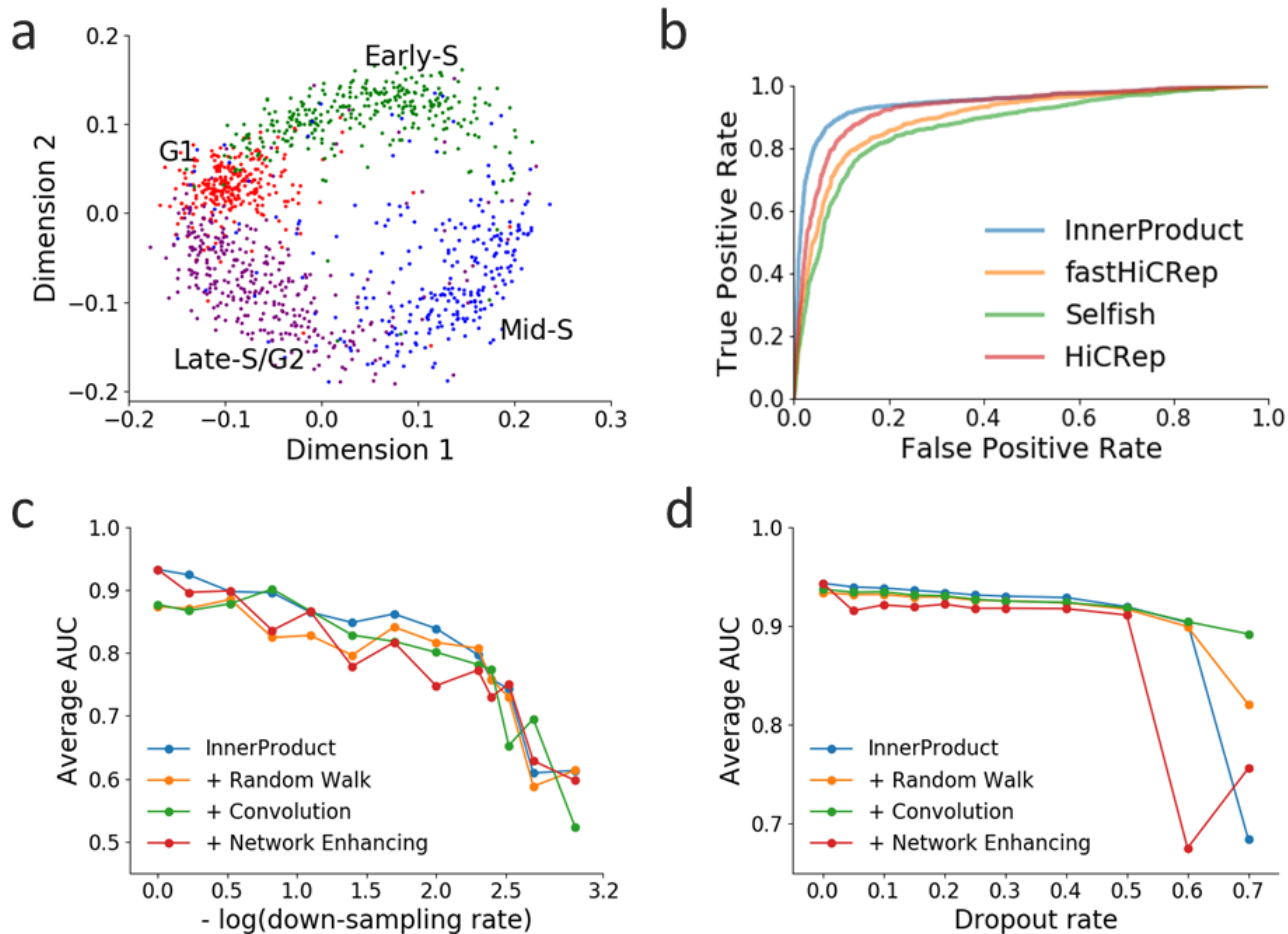 a
0.2
0.1
0.0
−0.1
−0.2
Dimension 2
Early-S
G1
Mid-S
Late-S/G2
−0.2 −0.1 0.0 0.1 0.2 0.3
Dimension 1
b
1.0
0.8
0.6
0.4
0.2
0.0
True Positive Rate
InnerProduct
fastHiCRep
Selfish
HiCRep
0.0 0.2 0.4 0.6 0.8 1.0
False Positive Rate
c
1.0
0.9
0.8
0.7
0.6
0.5
Average AUC
InnerProduct
+ Random Walk
+ Convolution
+ Network Enhancing
0.0 0.5 1.0 1.5 2.0 2.5 3.2
- log(down-sampling rate)
d
1.0
0.9
0.8
0.7
Average AUC
InnerProduct
+ Random Walk
+ Convolution
+ Network Enhancing
0.0 0.1 0.2 0.3 0.4 0.5 0.6 0.7
Dropout rate